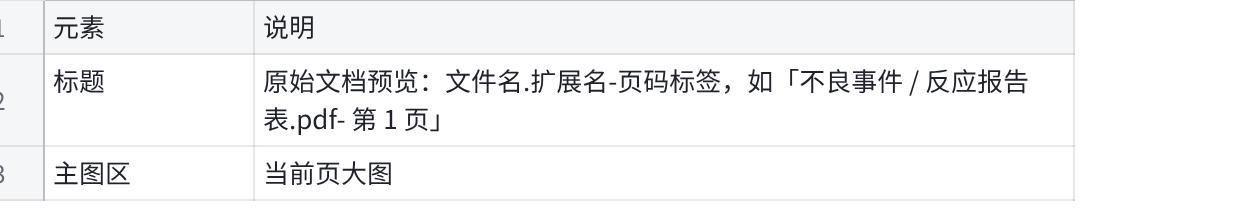 1 元素 说明
2 标题 原始文档预览：文件名.扩展名-页码标签，如「不良事件 / 反应报告
表.pdf- 第 1 页」
3 主图区 当前页大图